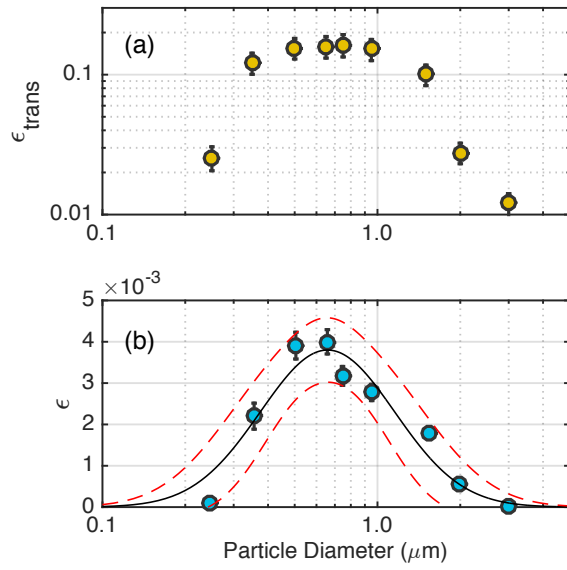 (a)
0.1
0.01
ϵtrans
0.1 1.0
×10-3
(b)
5
4
3
2
1
0
ϵ
0.1 1.0
Particle Diameter (μm)